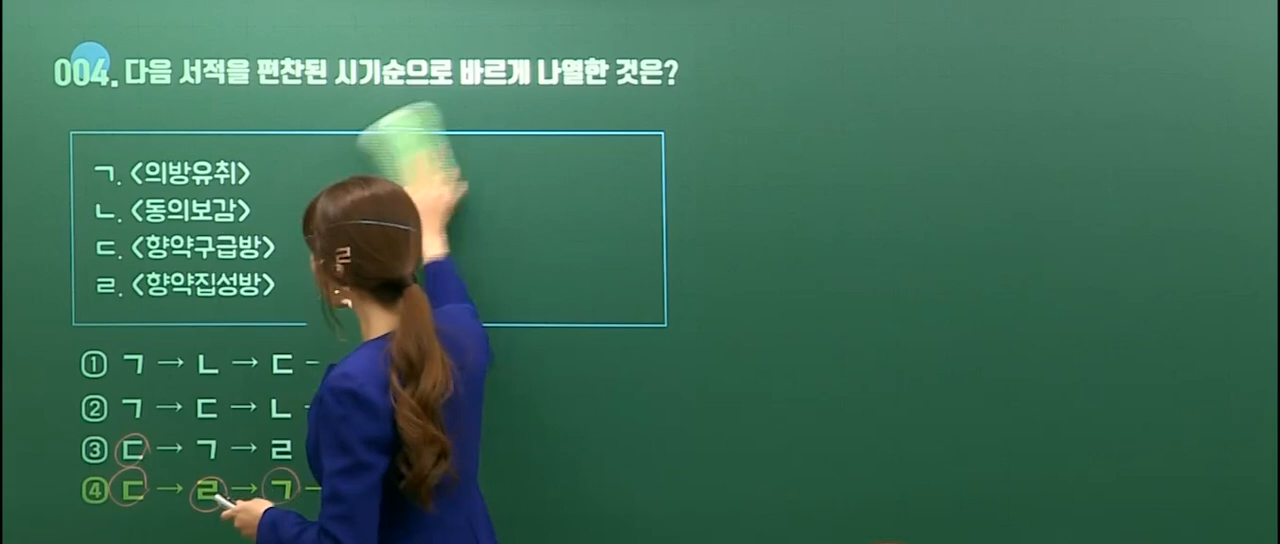 004. 다음 서적을 편찬된 시기순으로 바르게 나열한 것은?
ㄱ. <의방유취>
ㄴ. <동의보감>
ㄷ. <향약구급방>
ㄹ. <향약집성방>
① ㄱ → ㄴ → ㄷ →
② ㄱ → ㄷ → ㄴ →
③ ㄷ → ㄱ → ㄹ
④ ㄷ → ㄹ → ㄱ →